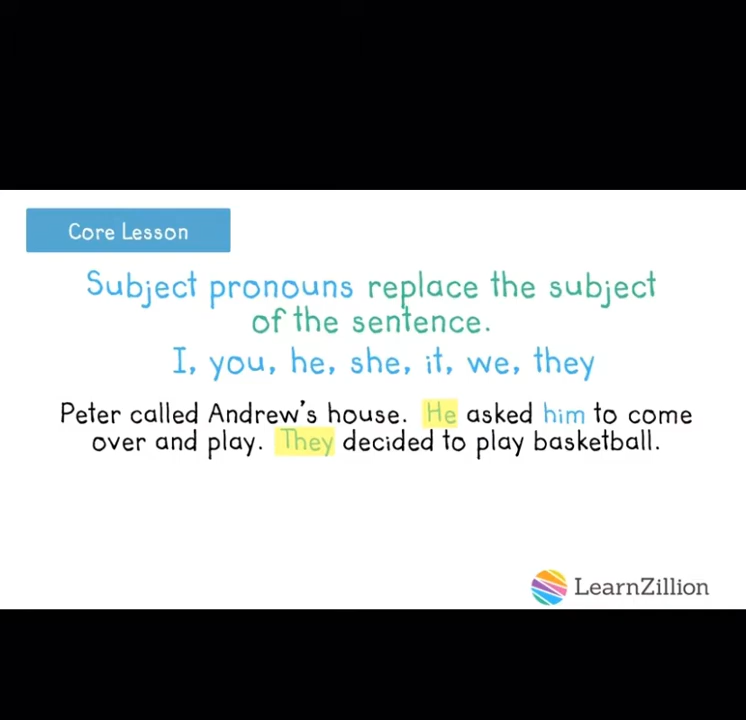 Core Lesson
Subject pronouns replace the subject
of the sentence.
I, you, he, she, it, we, they
Peter called Andrew's house. He asked him to come
over and play. They decided to play basketball.
LearnZillion